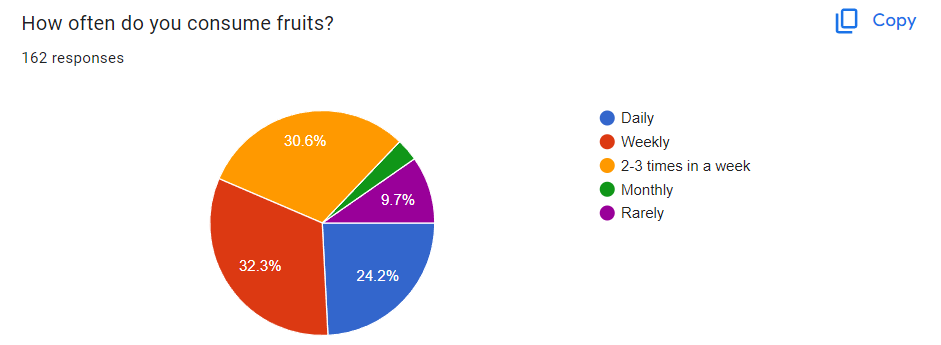 How often do you consume fruits?
Copy
162 responses
30.6%
9.7%
32.3%
24.2%
Daily
Weekly
2-3 times in a week
Monthly
Rarely